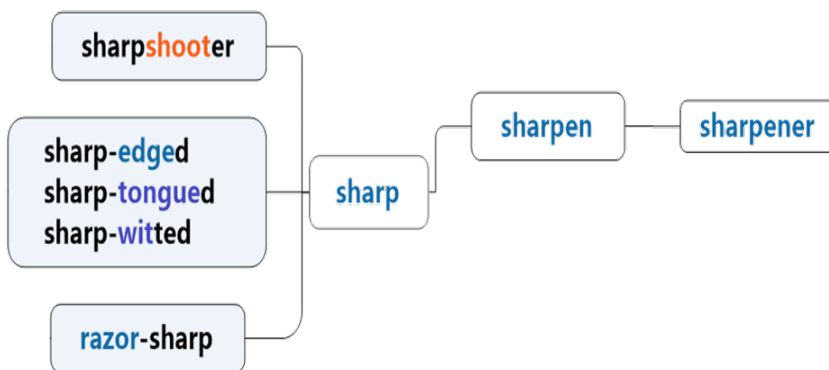 sharpshooter
sharp-edged
sharp-tongued
sharp-witted
razor-sharp
sharp
sharpen
sharpener